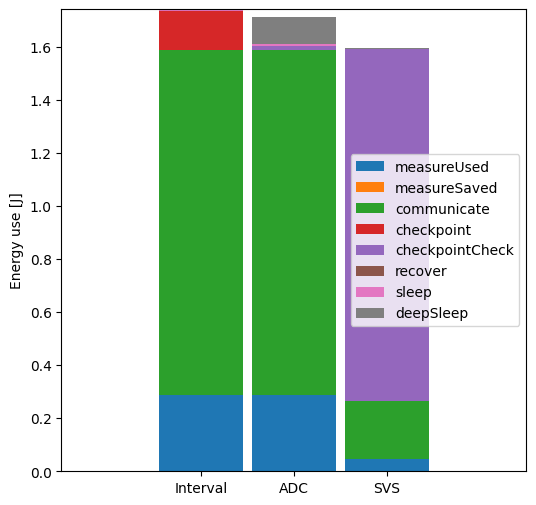 Energy use [J]
1.6
1.4
1.2
1.0
0.8
0.6
0.4
0.2
0.0
measureUsed
measureSaved
communicate
checkpoint
checkpointCheck
recover
sleep
deepSleep
Interval
ADC
SVS